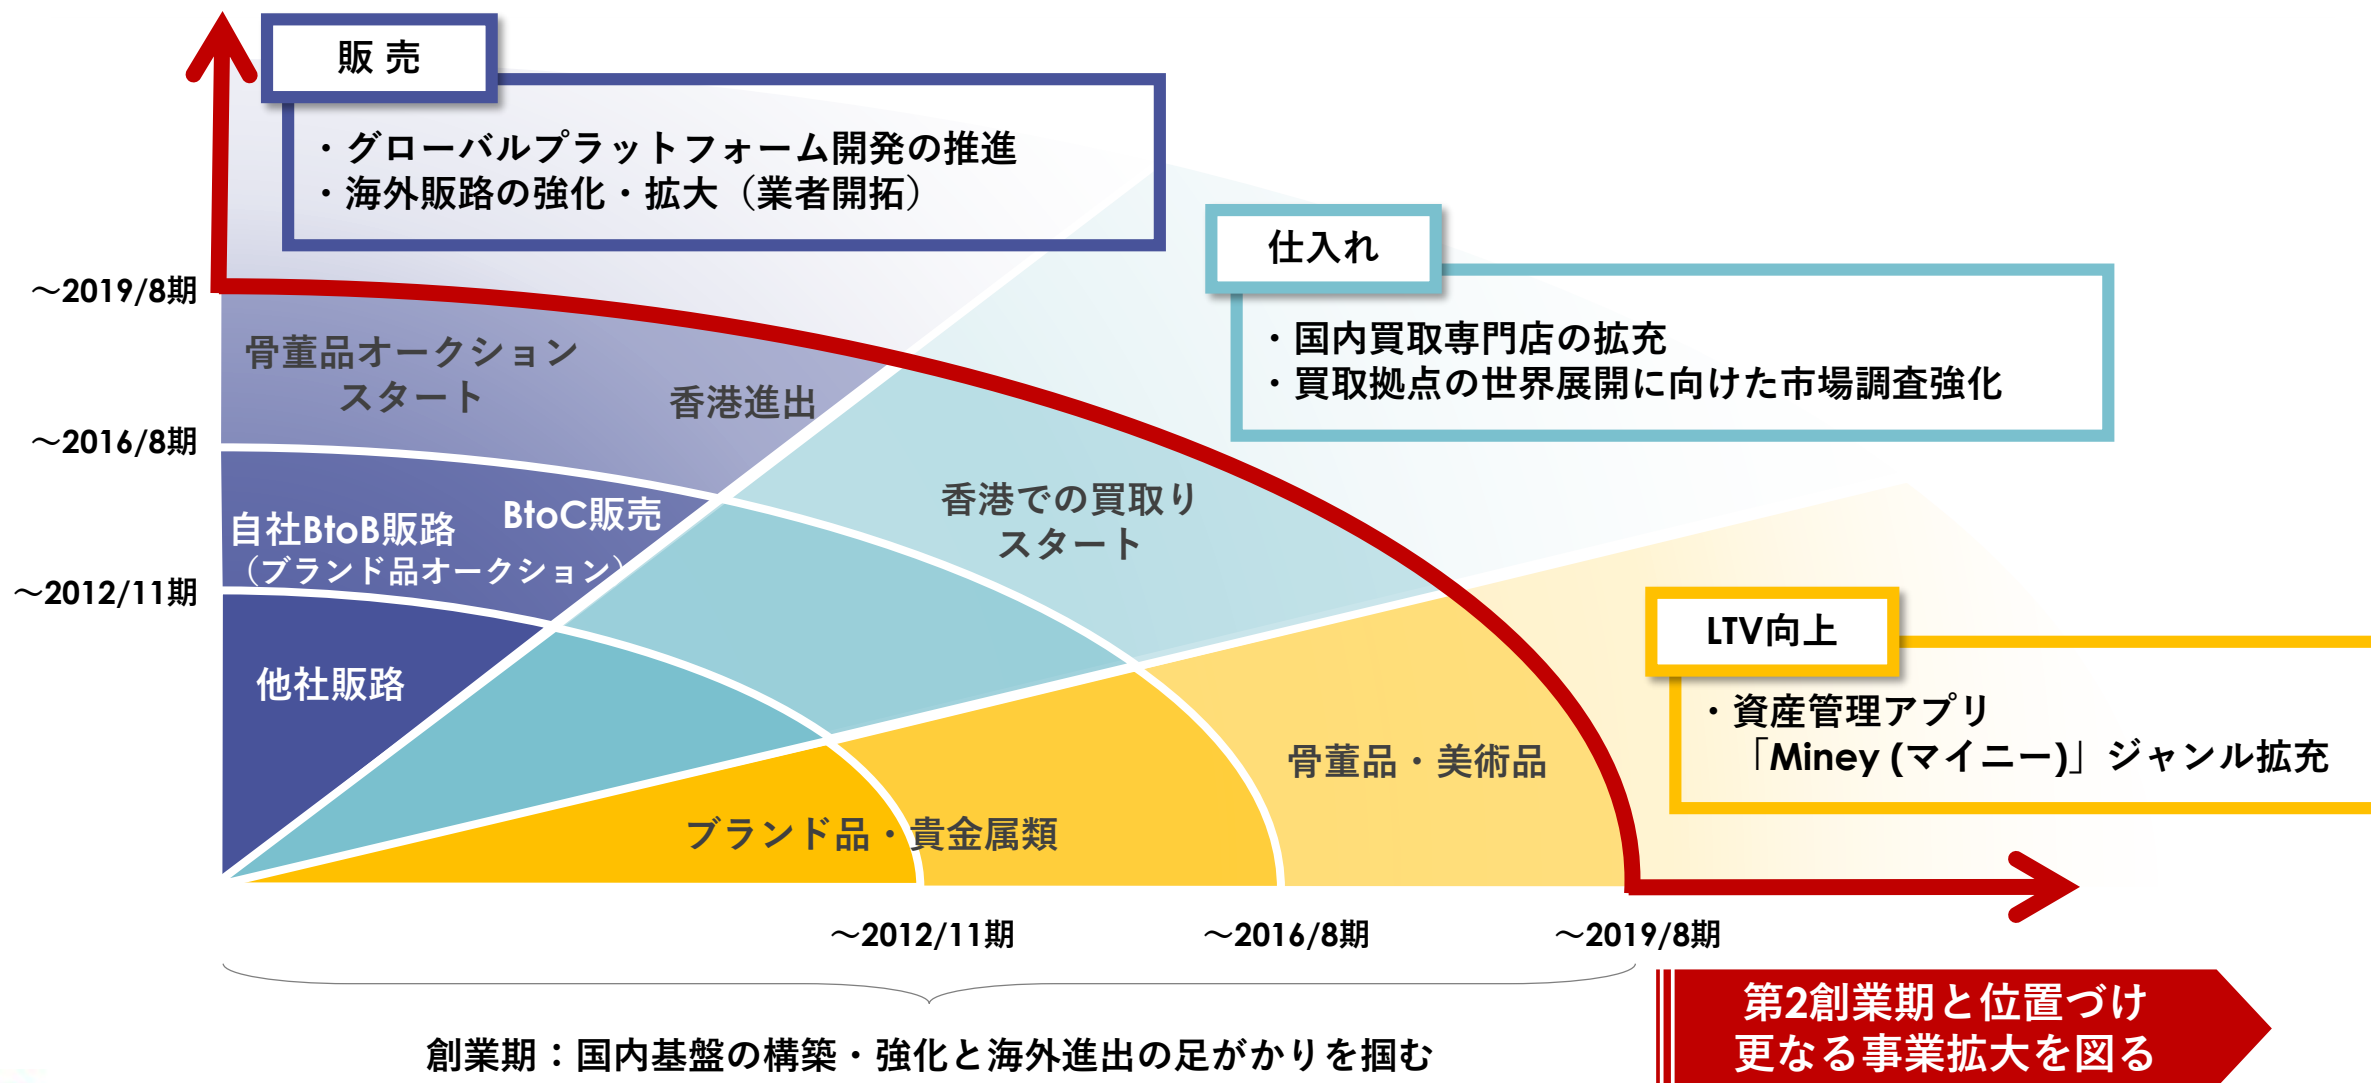 販 売
・グローバルプラットフォーム開発の推進
・海外販路の強化・拡大（業者開拓）
仕入れ
・国内買取専門店の拡充
・買取拠点の世界展開に向けた市場調査強化
LTV向上
・資産管理アプリ
「Miney (マイニー)」ジャンル拡充
～2019/8期
～2016/8期
～2012/11期
骨董品オークション
スタート
香港進出
自社BtoB販路
（ブランド品オークション）
BtoC販売
他社販路
香港での買取り
スタート
骨董品・美術品
ブランド品・貴金属類
～2012/11期
～2016/8期
～2019/8期
創業期：国内基盤の構築・強化と海外進出の足がかりを掴む
第2創業期と位置づけ
更なる事業拡大を図る